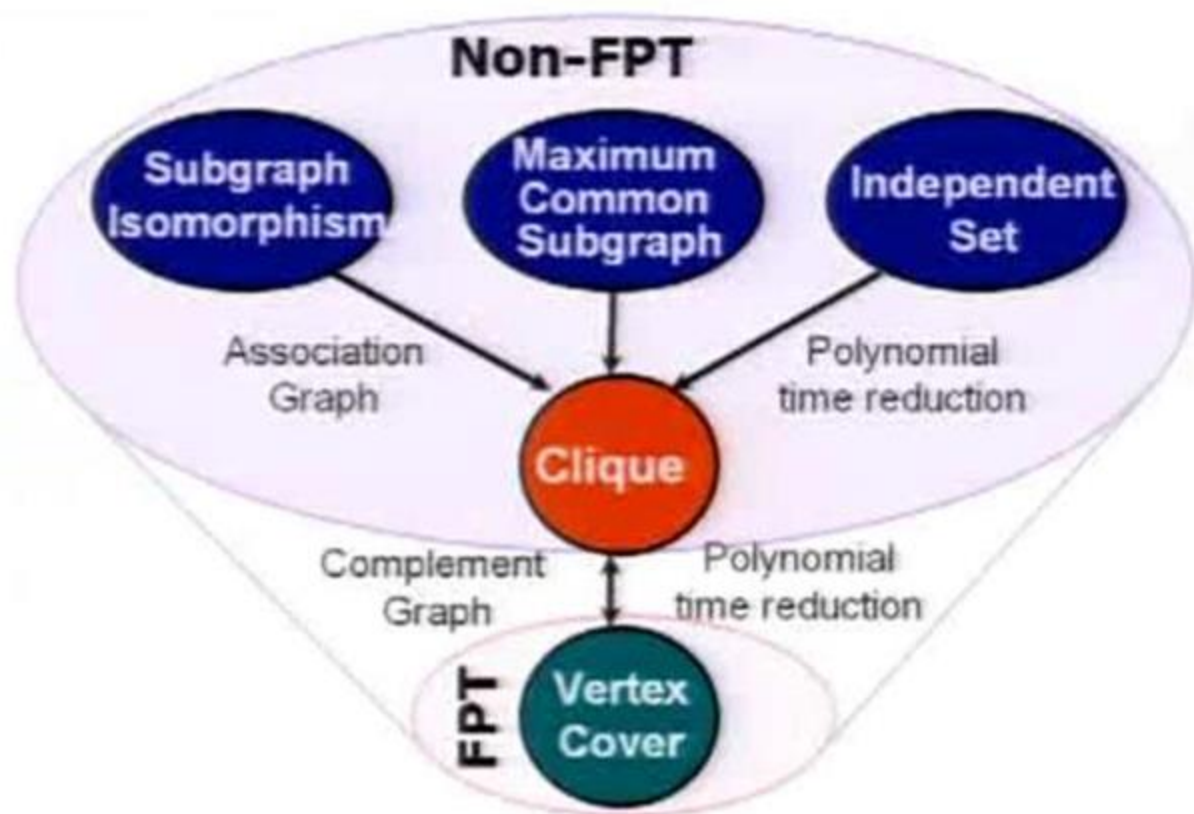 Non-FPT
Subgraph
Isomorphism
Maximum
Common
Subgraph
Independent
Set
Association
Graph
Polynomial
time reduction
Clique
Complement
Graph
Polynomial
time reduction
FPT
Vertex
Cover